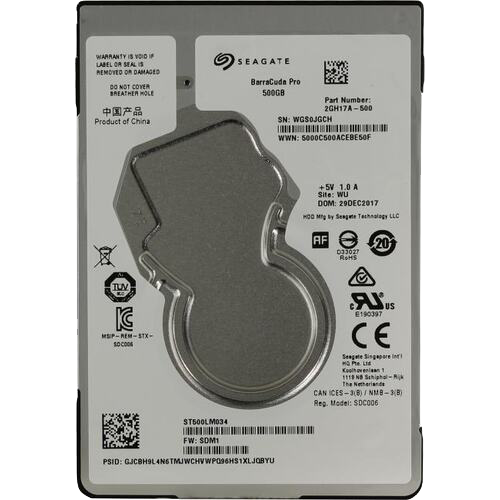 WARRANTY IS VOID IF
LABEL OR SEAL IS
REMOVED OR DAMAGED
DO NOT COVER
BREATHER HOLE
中国产品
Product of China
SEAGATE
BarraCuda Pro
500GB
Part Number:
2GH17A-500
SN: WGS0JGCH
WWN: 5000C500ACEBE50F
+5V 1.0 A
Site: WU
DOM: 29DEC2017
HDD Mfg by Seagate Technology LLC
AF
D33027
RoHS
20
TUV
MSIP-REM-STX-
SDC006
C US
E190397
CE
Seagate Singapore Int'l
HQ Pte. Ltd
Koolhovenlaan 1
1119 NB Schiphol-Rijk
The Netherlands
CAN ICES-3(B) / NMB-3(B)
Reg. Model: SDC006
ST500LM034
FW: SDM1
PSID: GJCBH9L4N6TMJWCHVWPQ96HS1XLJQBYU